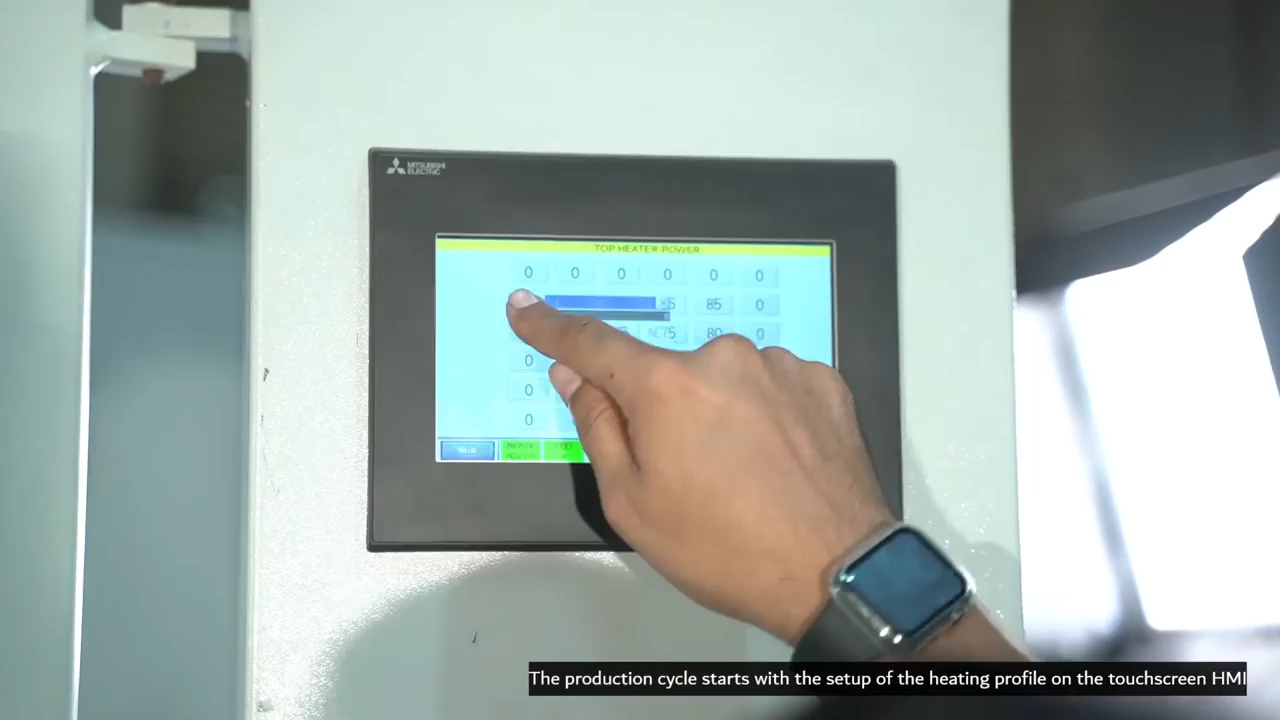 MITSUBISHI
ELECTRIC
TOP HEATER POWER
0 0 0 0 0 0
85 0
80 0
0
0
0
The production cycle starts with the setup of the heating profile on the touchscreen HMI